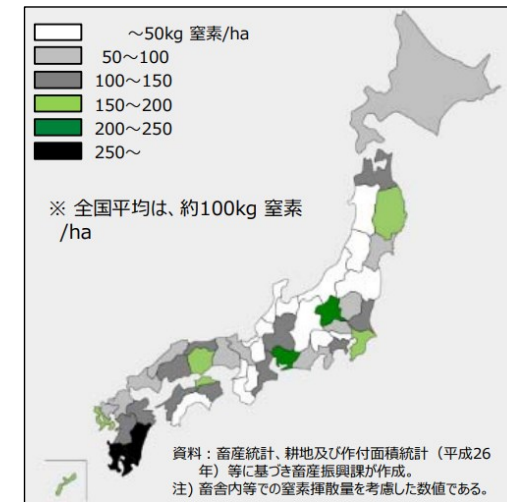 ～50kg 窒素/ha
50～100
100～150
150～200
200～250
250～
※ 全国平均は、約100kg 窒素
/ha
資料：畜産統計、耕地及び作付面積統計（平成26
年）等に基づき畜産振興課が作成。
注) 畜舎内等での窒素揮散量を考慮した数値である。